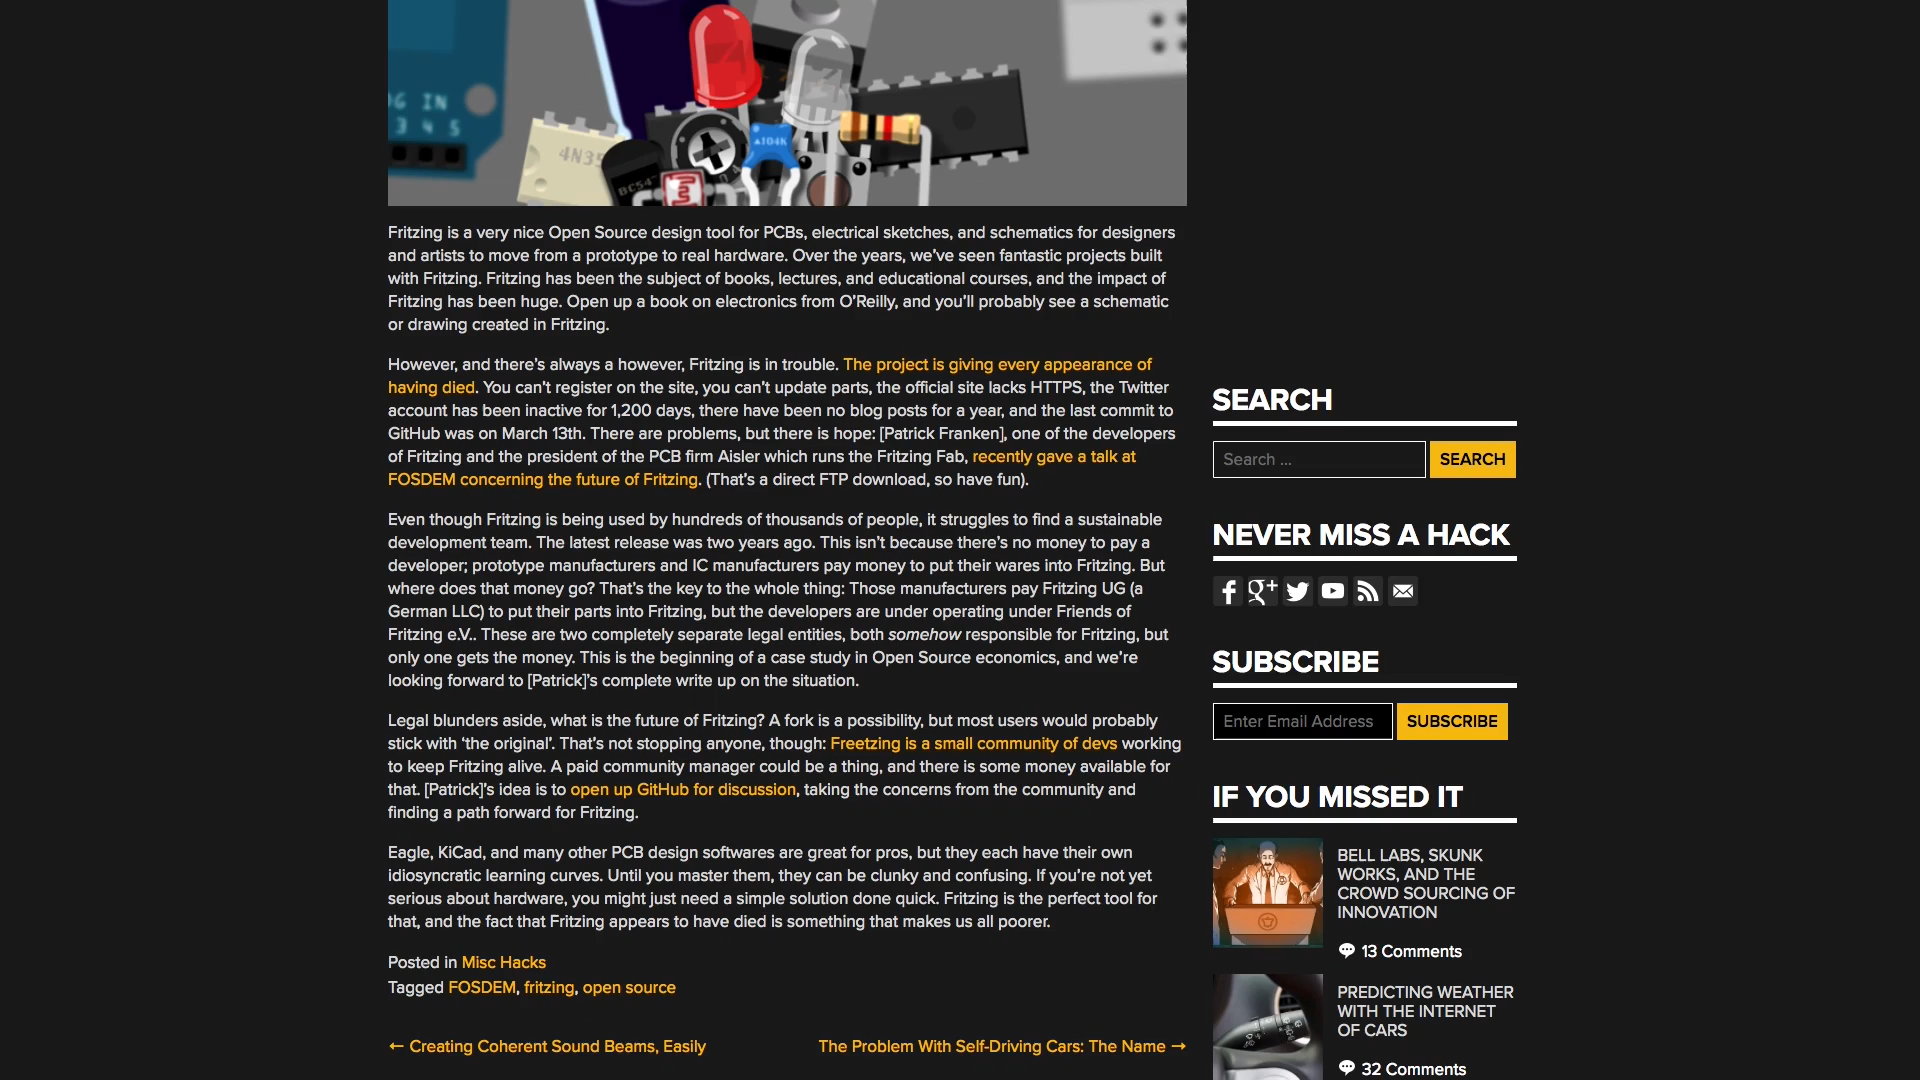 G IN
3 4 5
4N35
▲104K
BC547
Fritzing is a very nice Open Source design tool for PCBs, electrical sketches, and schematics for designers
and artists to move from a prototype to real hardware. Over the years, we’ve seen fantastic projects built
with Fritzing. Fritzing has been the subject of books, lectures, and educational courses, and the impact of
Fritzing has been huge. Open up a book on electronics from O’Reilly, and you’ll probably see a schematic
or drawing created in Fritzing.
However, and there’s always a however, Fritzing is in trouble. The project is giving every appearance of
having died. You can’t register on the site, you can’t update parts, the official site lacks HTTPS, the Twitter
account has been inactive for 1,200 days, there have been no blog posts for a year, and the last commit to
GitHub was on March 13th. There are problems, but there is hope: [Patrick Franken], one of the developers
of Fritzing and the president of the PCB firm Aisler which runs the Fritzing Fab, recently gave a talk at
FOSDEM concerning the future of Fritzing. (That’s a direct FTP download, so have fun).
Even though Fritzing is being used by hundreds of thousands of people, it struggles to find a sustainable
development team. The latest release was two years ago. This isn’t because there’s no money to pay a
developer; prototype manufacturers and IC manufacturers pay money to put their wares into Fritzing. But
where does that money go? That’s the key to the whole thing: Those manufacturers pay Fritzing UG (a
German LLC) to put their parts into Fritzing, but the developers are under operating under Friends of
Fritzing e.V.. These are two completely separate legal entities, both somehow responsible for Fritzing, but
only one gets the money. This is the beginning of a case study in Open Source economics, and we’re
looking forward to [Patrick]’s complete write up on the situation.
Legal blunders aside, what is the future of Fritzing? A fork is a possibility, but most users would probably
stick with ‘the original’. That’s not stopping anyone, though: Freetzing is a small community of devs working
to keep Fritzing alive. A paid community manager could be a thing, and there is some money available for
that. [Patrick]’s idea is to open up GitHub for discussion, taking the concerns from the community and
finding a path forward for Fritzing.
Eagle, KiCad, and many other PCB design softwares are great for pros, but they each have their own
idiosyncratic learning curves. Until you master them, they can be clunky and confusing. If you’re not yet
serious about hardware, you might just need a simple solution done quick. Fritzing is the perfect tool for
that, and the fact that Fritzing appears to have died is something that makes us all poorer.
Posted in Misc Hacks
Tagged FOSDEM, fritzing, open source
← Creating Coherent Sound Beams, Easily
The Problem With Self-Driving Cars: The Name →
SEARCH
Search ...
SEARCH
NEVER MISS A HACK
SUBSCRIBE
Enter Email Address
SUBSCRIBE
IF YOU MISSED IT
BELL LABS, SKUNK
WORKS, AND THE
CROWD SOURCING OF
INNOVATION
13 Comments
PREDICTING WEATHER
WITH THE INTERNET
OF CARS
32 Comments